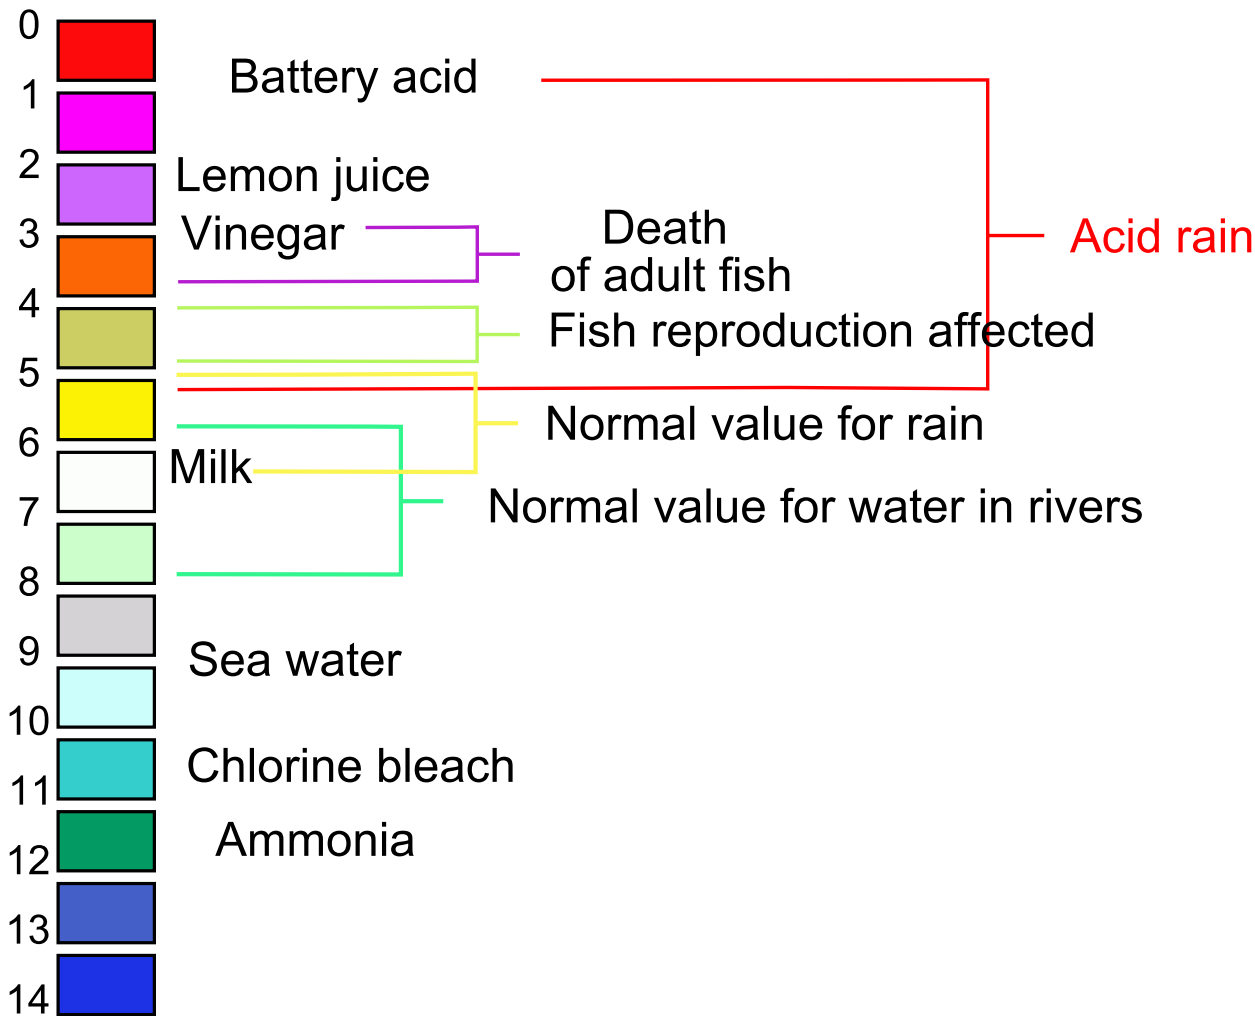 0
Battery acid
1
2
Lemon juice
3
Vinegar
Death
of adult fish
Acid rain
4
Fish reproduction affected
5
Normal value for rain
6
Milk
7
Normal value for water in rivers
8
9
Sea water
10
Chlorine bleach
11
Ammonia
12
13
14